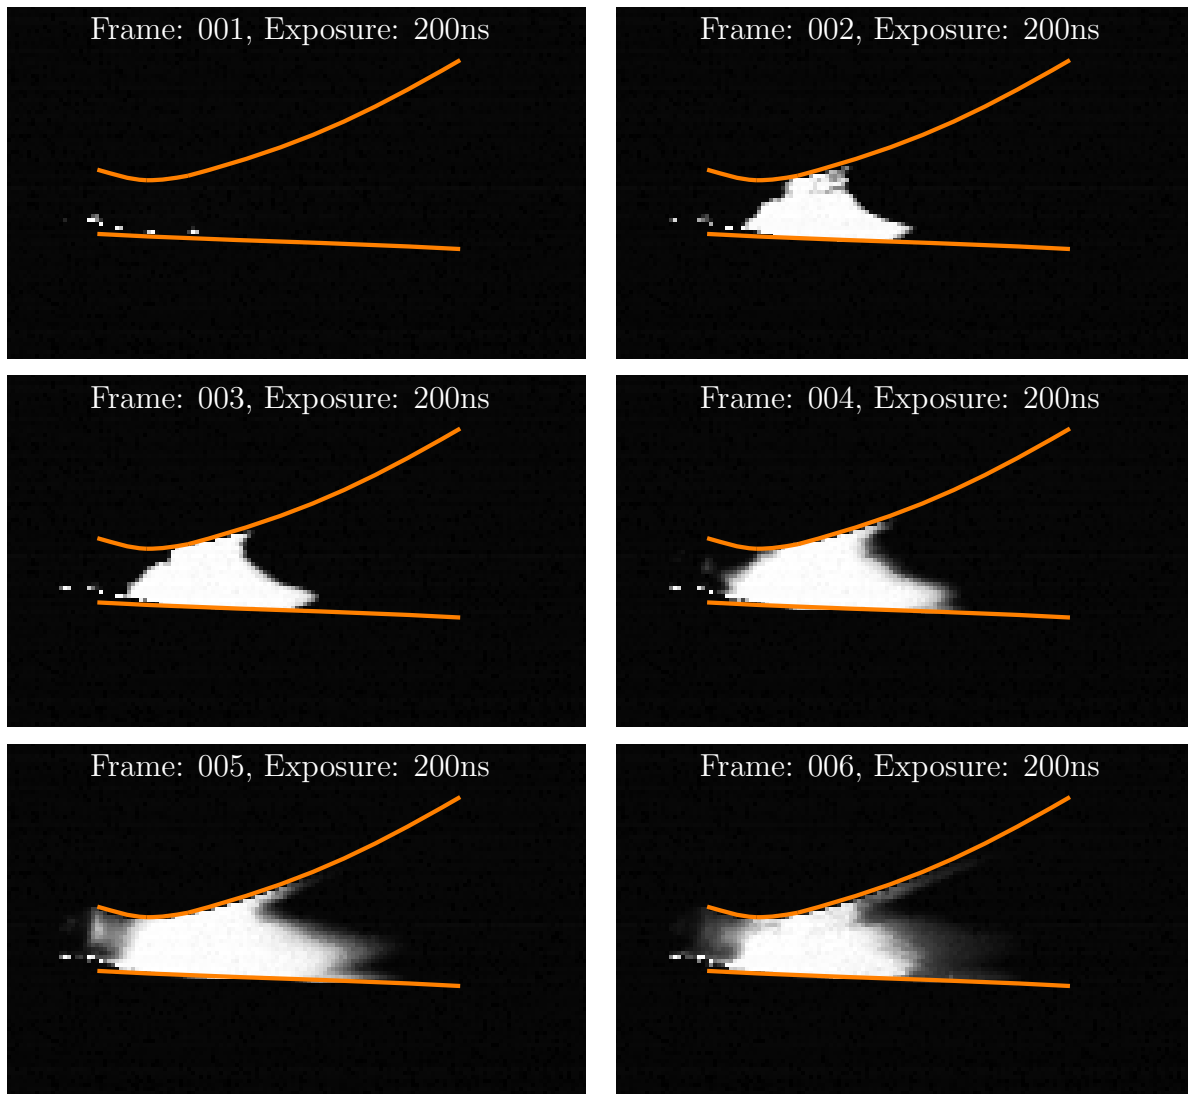 Frame: 001, Exposure: 200ns
Frame: 002, Exposure: 200ns
Frame: 003, Exposure: 200ns
Frame: 004, Exposure: 200ns
Frame: 005, Exposure: 200ns
Frame: 006, Exposure: 200ns